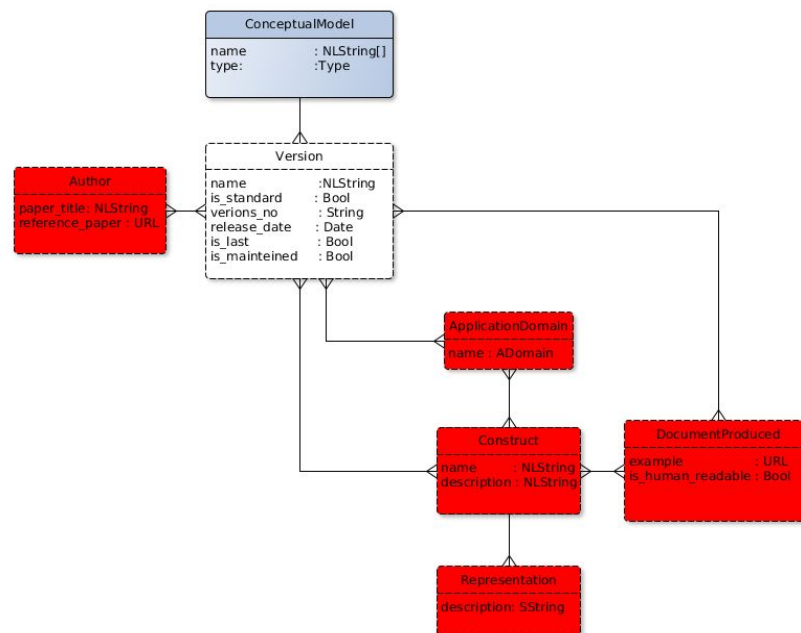 ConceptualModel
name : NLString[]
type: :Type
Version
name :NLString
is_standard : Bool
verions_no : String
release_date : Date
is_last : Bool
is_mainteined : Bool
Author
paper_title: NLString
reference_paper : URL
ApplicationDomain
name : ADomain
Construct
name : NLString
description : NLString
DocumentProduced
example : URL
is_human_readable : Bool
Representation
description: SString